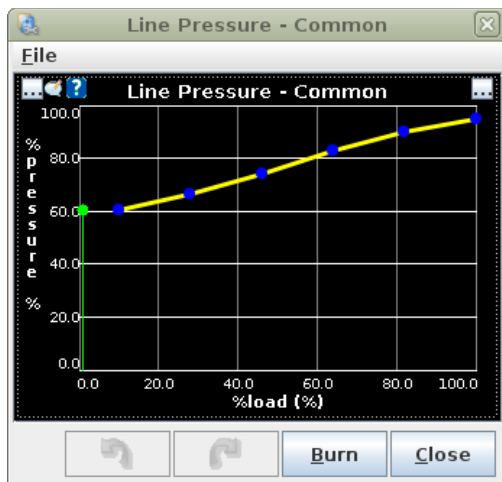 Line Pressure - Common
File
... ? Line Pressure - Common ...
%pressure %
100.0
80.0
60.0
40.0
20.0
0.0
0.0 20.0 40.0 60.0 80.0 100.0
%load (%)
Burn Close